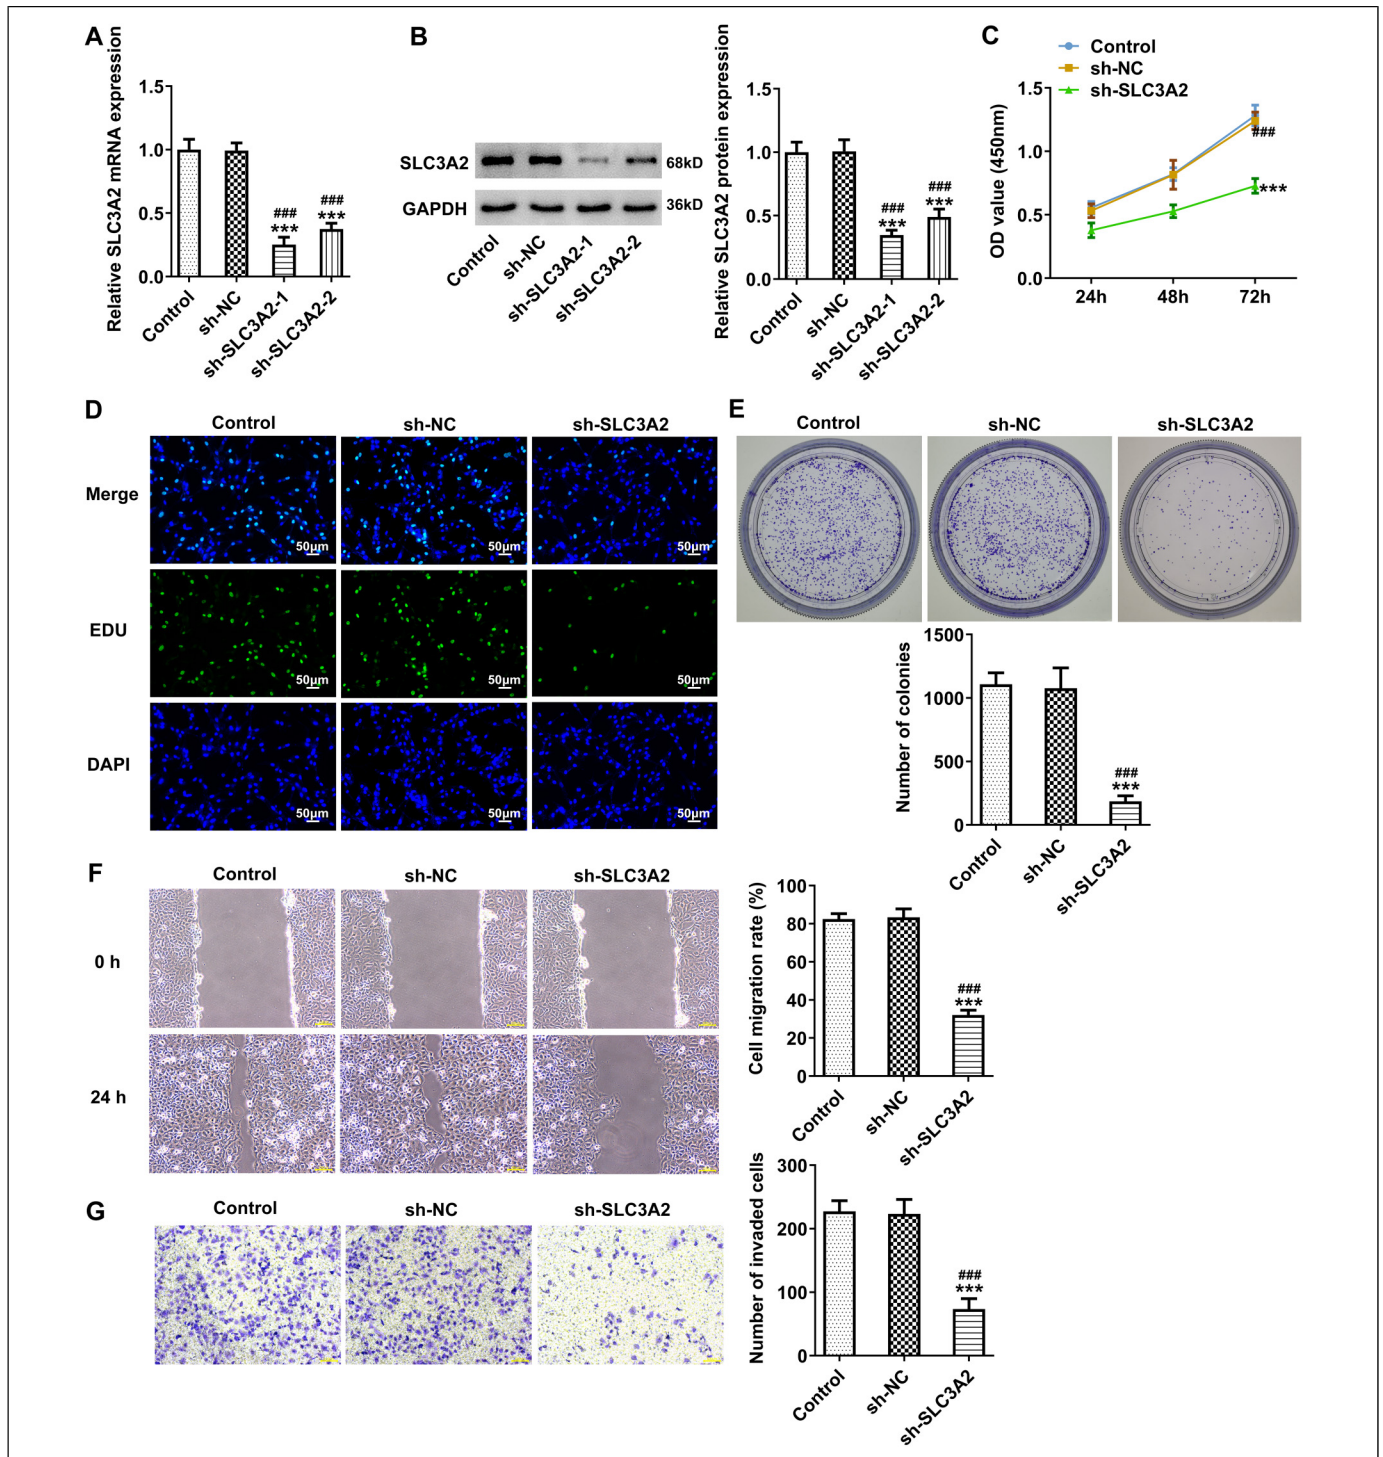 A
Relative SLC3A2 mRNA expression
1.5
1.0
0.5
0.0
###
***
###
***
Control
sh-NC
sh-SLC3A2-1
sh-SLC3A2-2
B
SLC3A2
68kD
GAPDH
36kD
Control
sh-NC
sh-SLC3A2-1
sh-SLC3A2-2
Relative SLC3A2 protein expression
1.5
1.0
0.5
0.0
###
***
###
***
Control
sh-NC
sh-SLC3A2-1
sh-SLC3A2-2
C
Control
sh-NC
sh-SLC3A2
OD value (450nm)
1.5
1.0
0.5
0.0
###
***
24h
48h
72h
D
Control
sh-NC
sh-SLC3A2
Merge
50μm
50μm
50μm
EDU
50μm
50μm
50μm
DAPI
50μm
50μm
50μm
E
Control
sh-NC
sh-SLC3A2
Number of colonies
1500
1000
500
0
###
***
Control
sh-NC
sh-SLC3A2
F
Control
sh-NC
sh-SLC3A2
0 h
24 h
Cell migration rate (%)
100
80
60
40
20
0
###
***
Control
sh-NC
sh-SLC3A2
G
Control
sh-NC
sh-SLC3A2
Number of invaded cells
300
200
100
0
###
***
Control
sh-NC
sh-SLC3A2